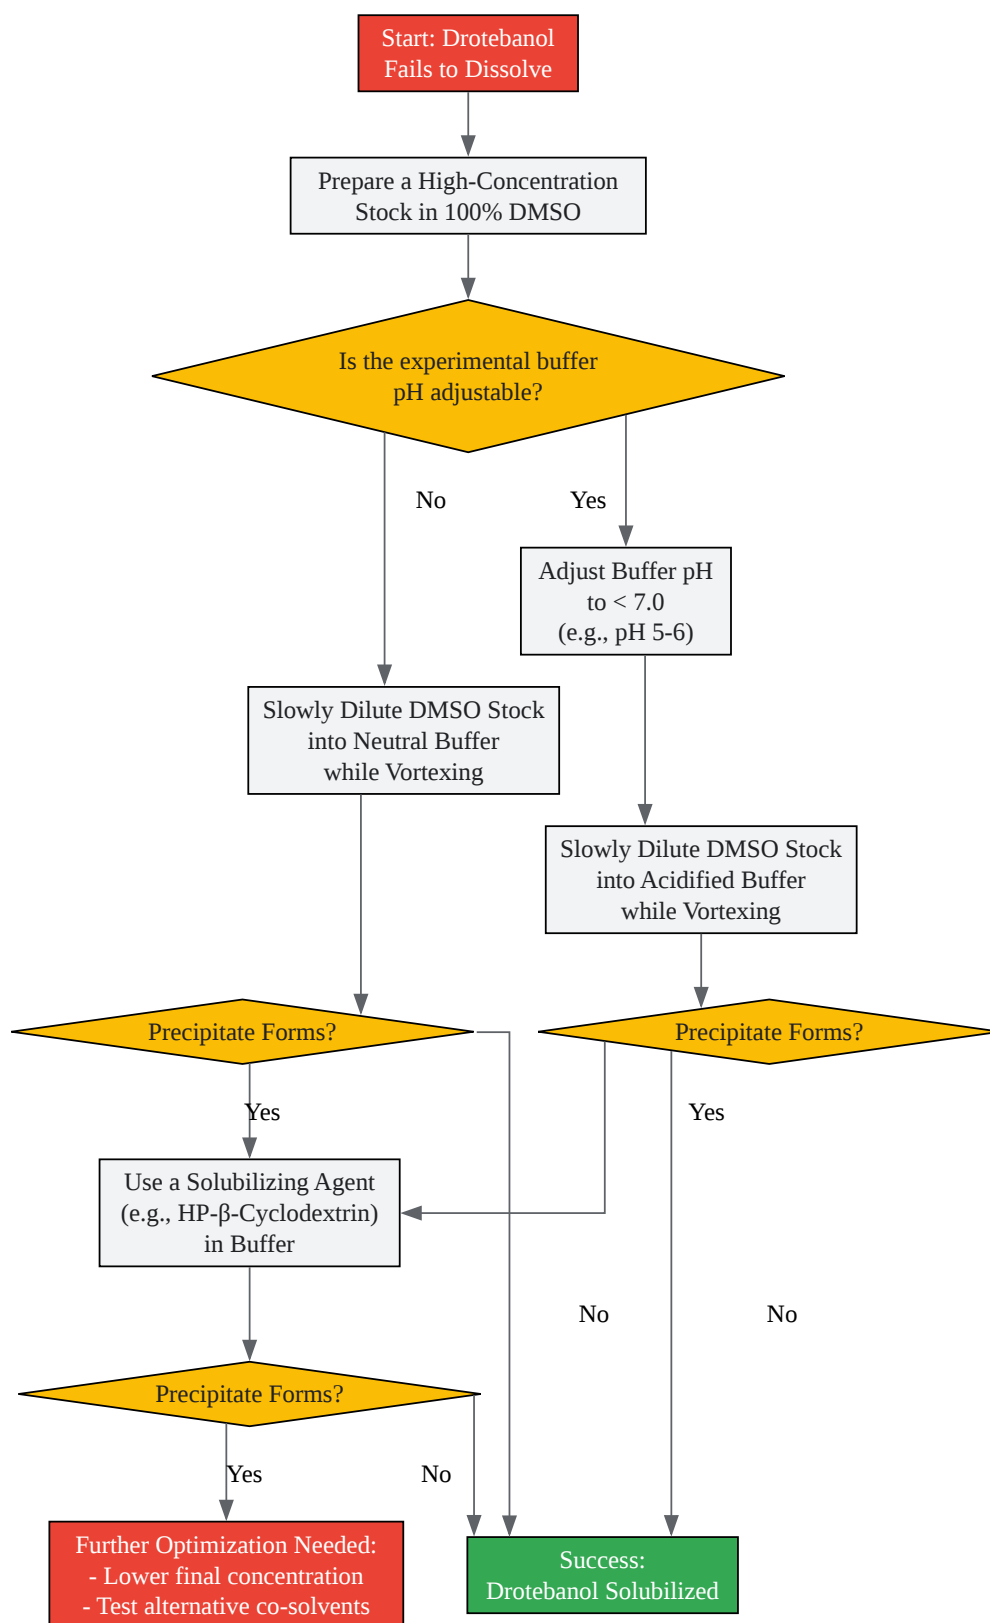 Start: Drotebanol
Fails to Dissolve
Prepare a High-Concentration
Stock in 100% DMSO
Is the experimental buffer
pH adjustable?
No
Yes
Adjust Buffer pH
to < 7.0
(e.g., pH 5-6)
Slowly Dilute DMSO Stock
into Neutral Buffer
while Vortexing
Slowly Dilute DMSO Stock
into Acidified Buffer
while Vortexing
Precipitate Forms?
Precipitate Forms?
Yes
Yes
Use a Solubilizing Agent
(e.g., HP-β-Cyclodextrin)
in Buffer
No
No
Precipitate Forms?
Yes
No
Further Optimization Needed:
- Lower final concentration
- Test alternative co-solvents
Success:
Drotebanol Solubilized